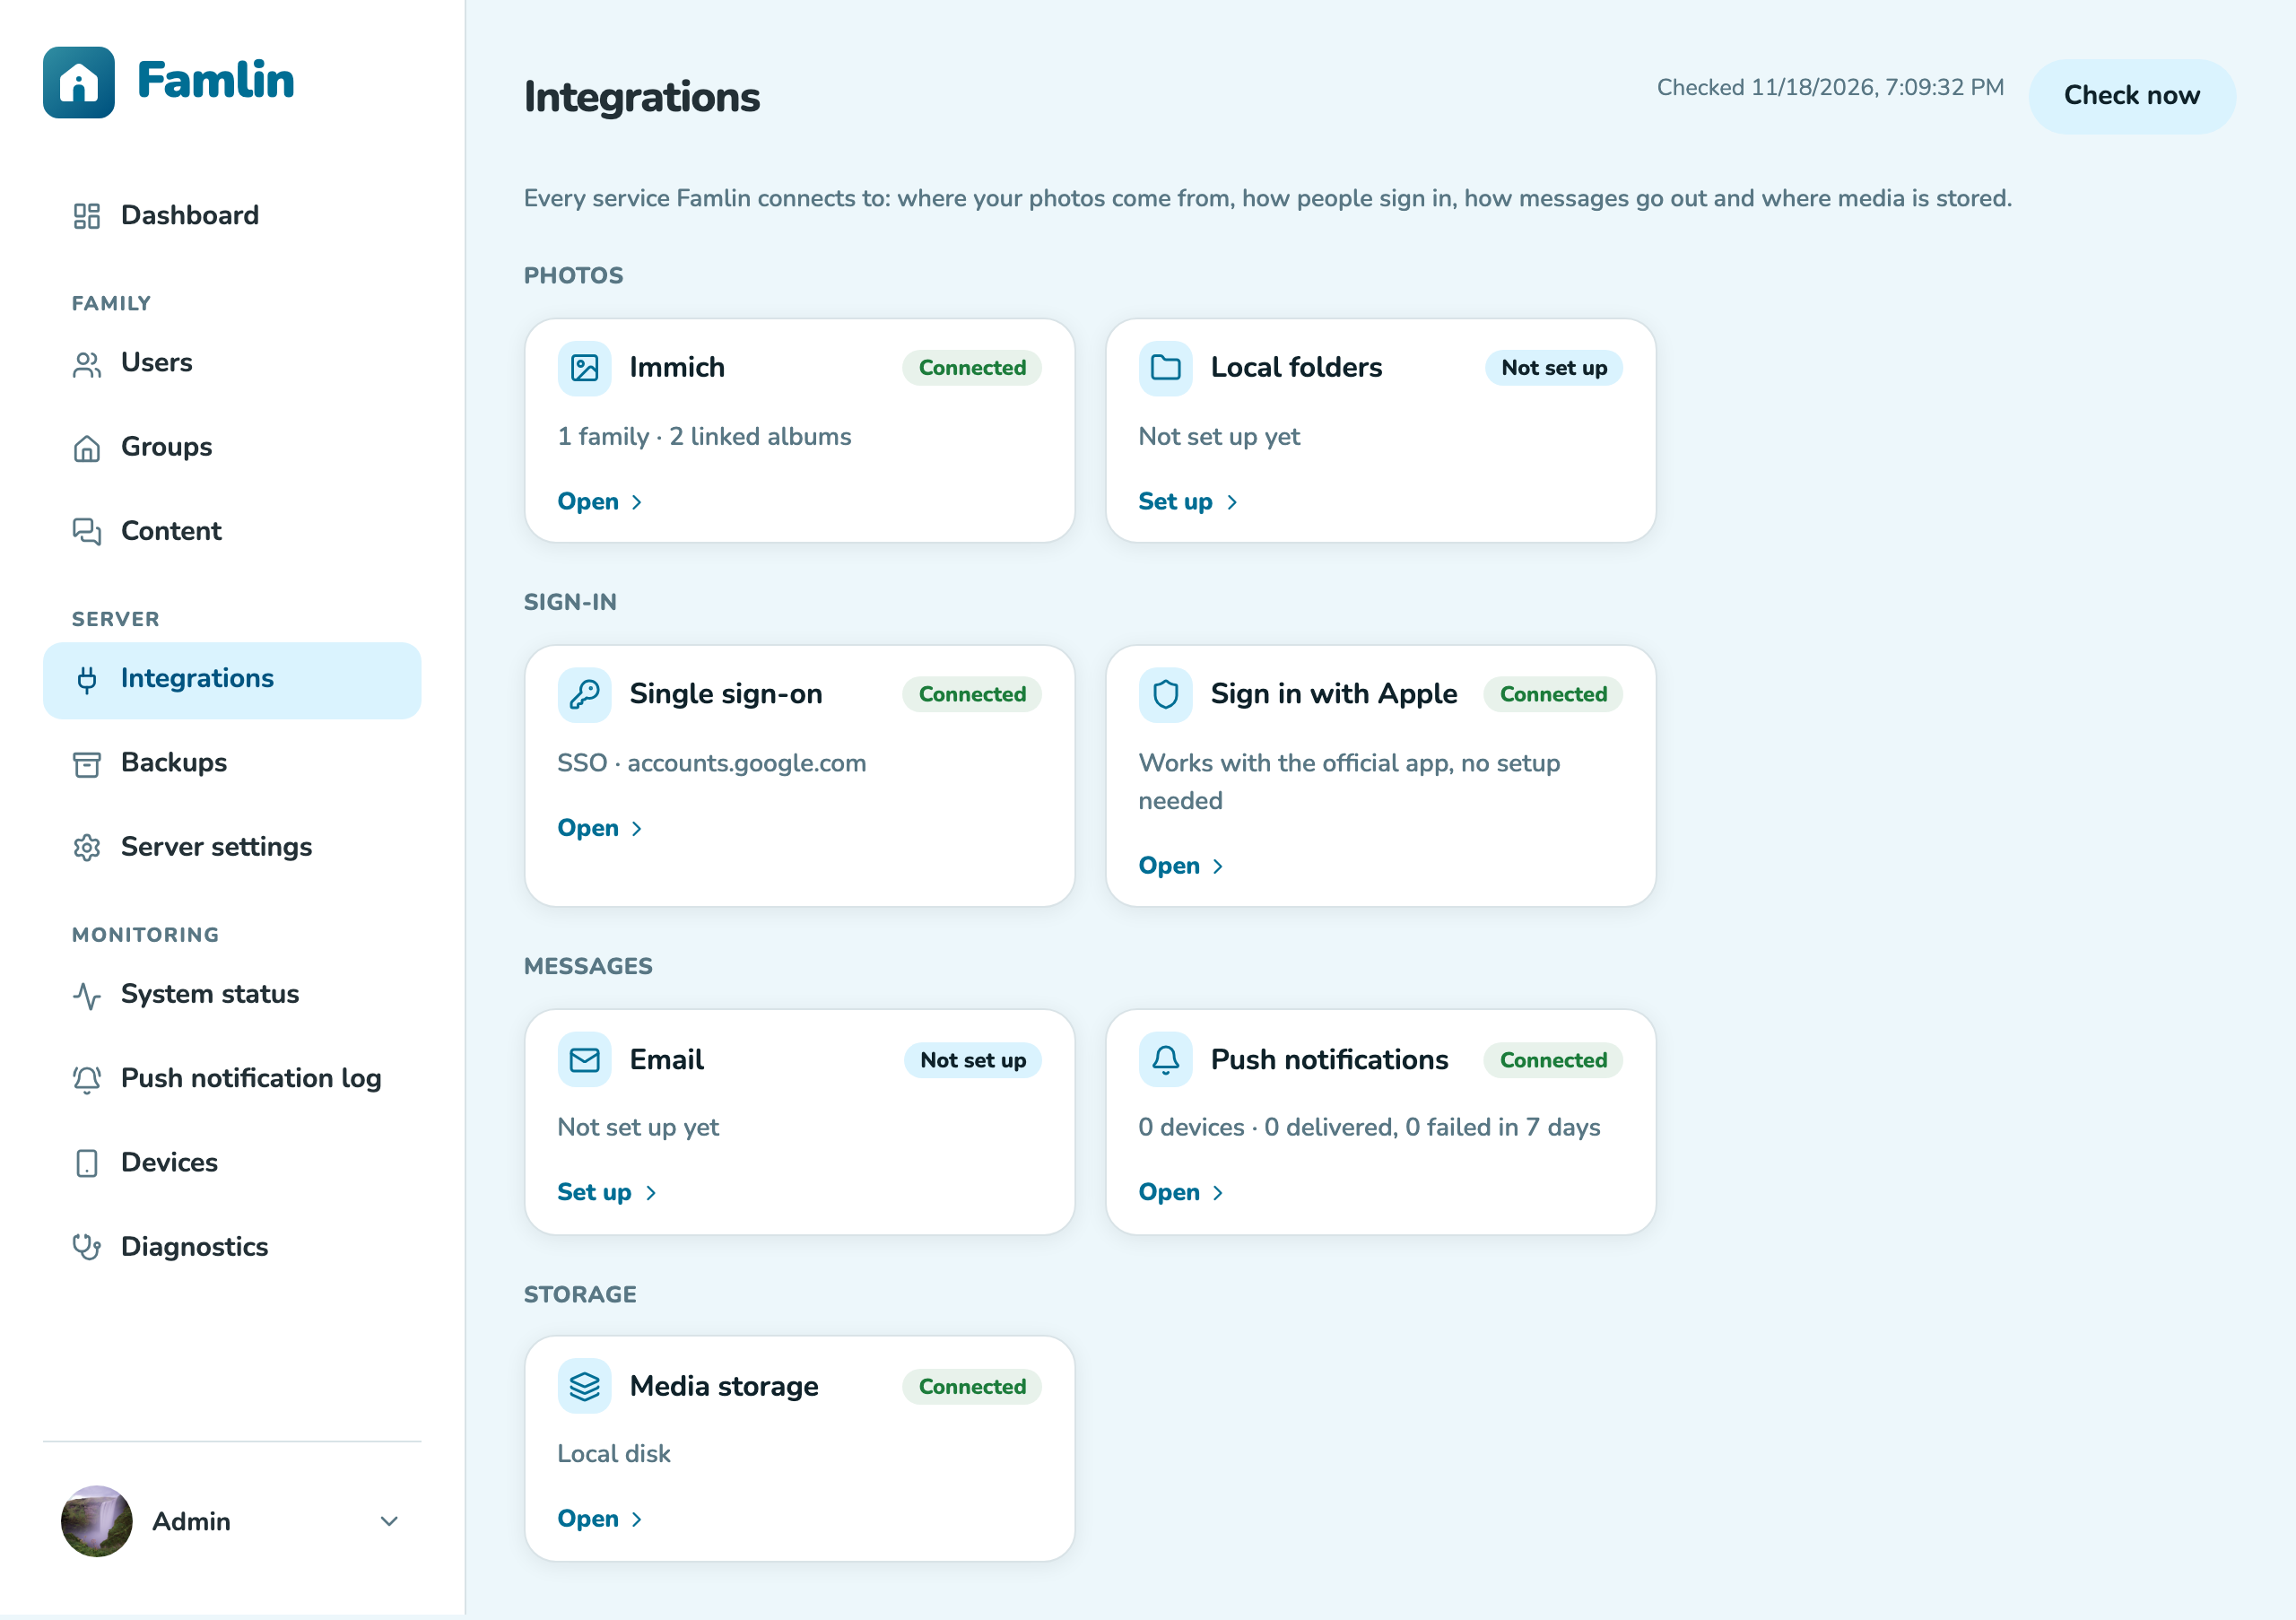 Famlin
Dashboard
FAMILY
Users
Groups
Content
SERVER
Integrations
Backups
Server settings
MONITORING
System status
Push notification log
Devices
Diagnostics
Admin
Integrations
Checked 11/18/2026, 7:09:32 PM
Check now
Every service Famlin connects to: where your photos come from, how people sign in, how messages go out and where media is stored.
PHOTOS
Immich
Connected
1 family · 2 linked albums
Open
Local folders
Not set up
Not set up yet
Set up
SIGN-IN
Single sign-on
Connected
SSO · accounts.google.com
Open
Sign in with Apple
Connected
Works with the official app, no setup
needed
Open
MESSAGES
Email
Not set up
Not set up yet
Set up
Push notifications
Connected
0 devices · 0 delivered, 0 failed in 7 days
Open
STORAGE
Media storage
Connected
Local disk
Open